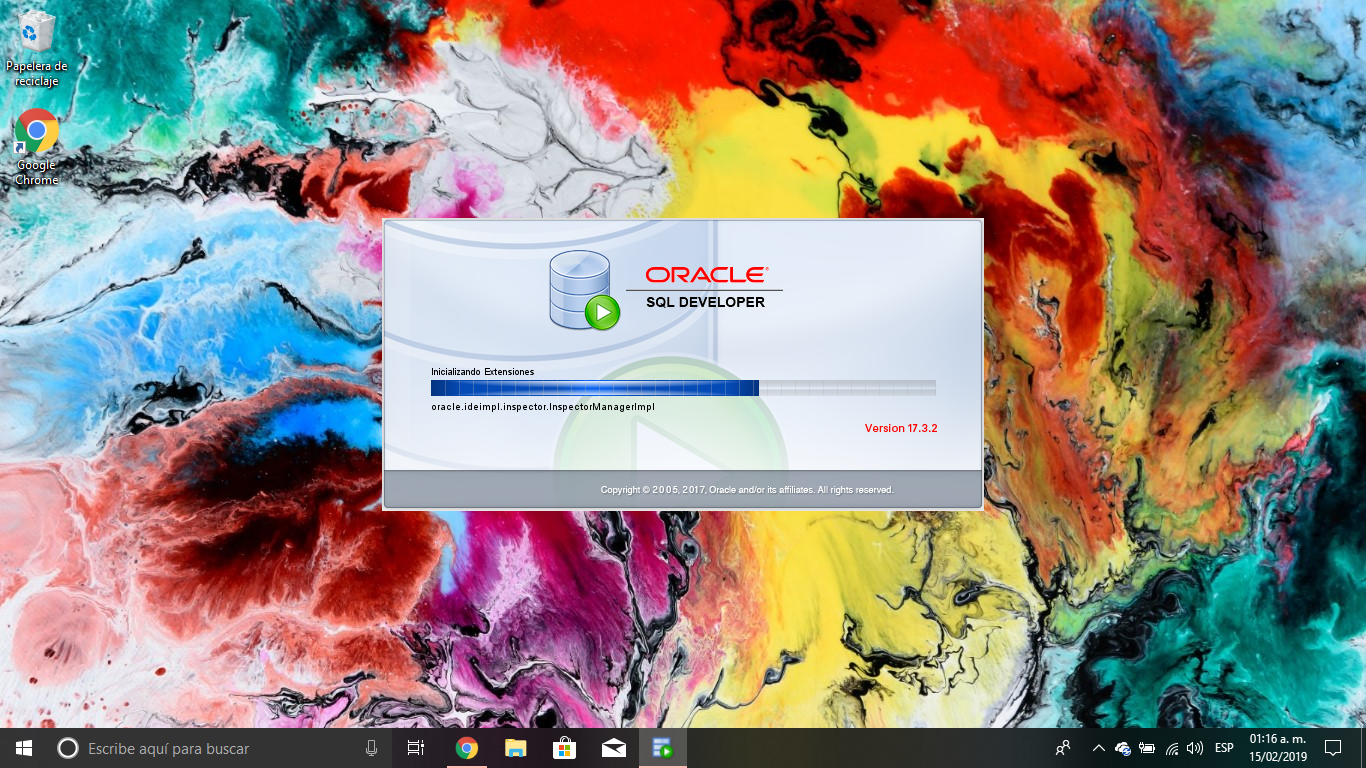 Papelera de
reciclaje
Google
Chrome
ORACLE®
SQL DEVELOPER
Inicializando Extensiones
oracle.ideimpl.inspector.InspectorManagerImpl
Version 17.3.2
Copyright © 2005, 2017, Oracle and/or its affiliates. All rights reserved.
Escribe aquí para buscar
ESP
01:16 a. m.
15/02/2019